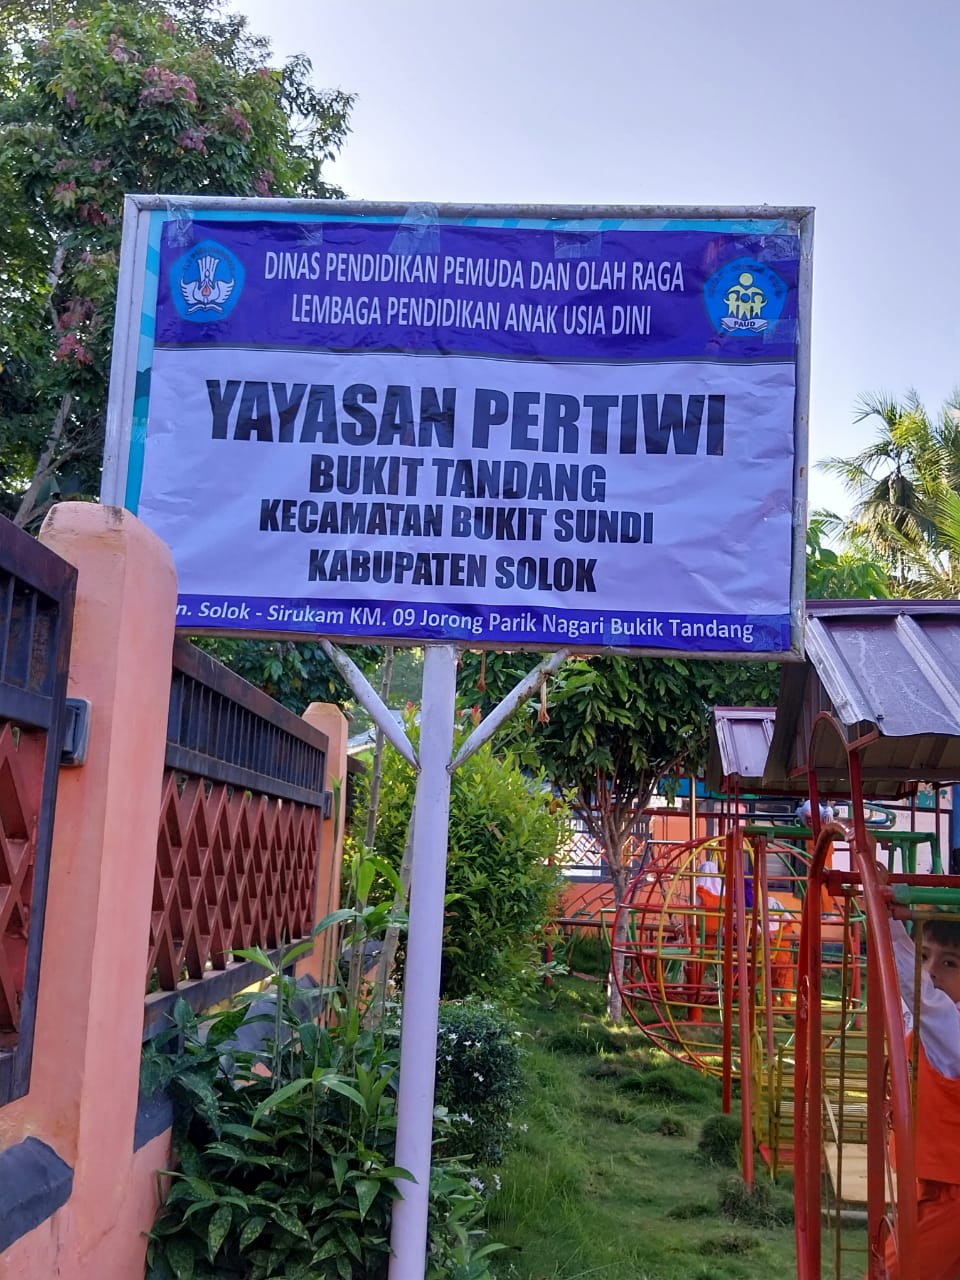 DINAS PENDIDIKAN PEMUDA DAN OLAH RAGA
LEMBAGA PENDIDIKAN ANAK USIA DINI
PAUD
YAYASAN PERTIWI
BUKIT TANDANG
KECAMATAN BUKIT SUNDI
KABUPATEN SOLOK
n. Solok - Sirukam KM. 09 Jorong Parik Nagari Bukik Tandang